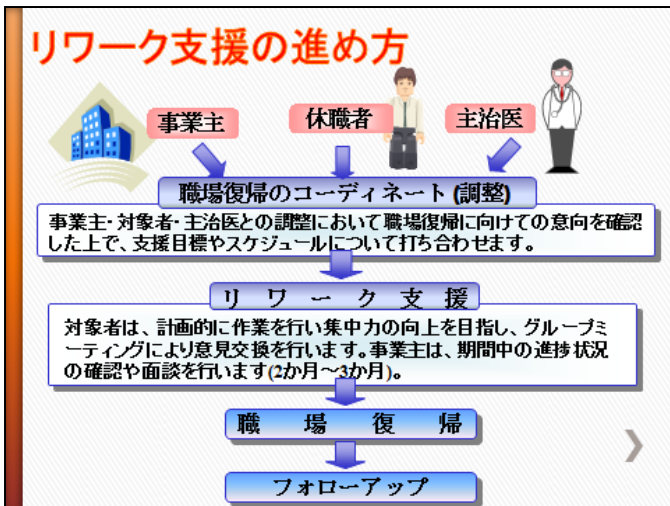 リワーク支援の進め方
事業主
休職者
主治医
職場復帰のコーディネート(調整)
事業主・対象者・主治医との調整において職場復帰に向けての意向を確認
した上で、支援目標やスケジュールについて打ち合わせます。
リワーク支援
対象者は、計画的に作業を行い集中力の向上を目指し、グループミ
ーティングにより意見交換を行います。事業主は、期間中の進捗状況
の確認や面談を行います(2か月～3か月)。
職場復帰
フォローアップ